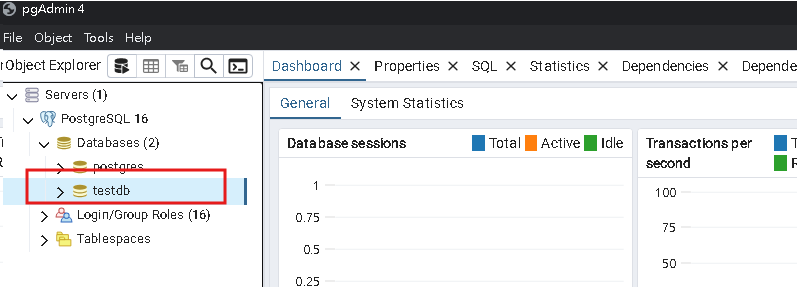 pgAdmin 4
File Object Tools Help
Object Explorer
Dashboard Properties SQL Statistics Dependencies Depende
Servers (1)
PostgreSQL 16
Databases (2)
postgres
testdb
Login/Group Roles (16)
Tablespaces
General System Statistics
Database sessions Total Active Idle
1
0.75
0.5
0.25
Transactions per second T
R
100
75
50